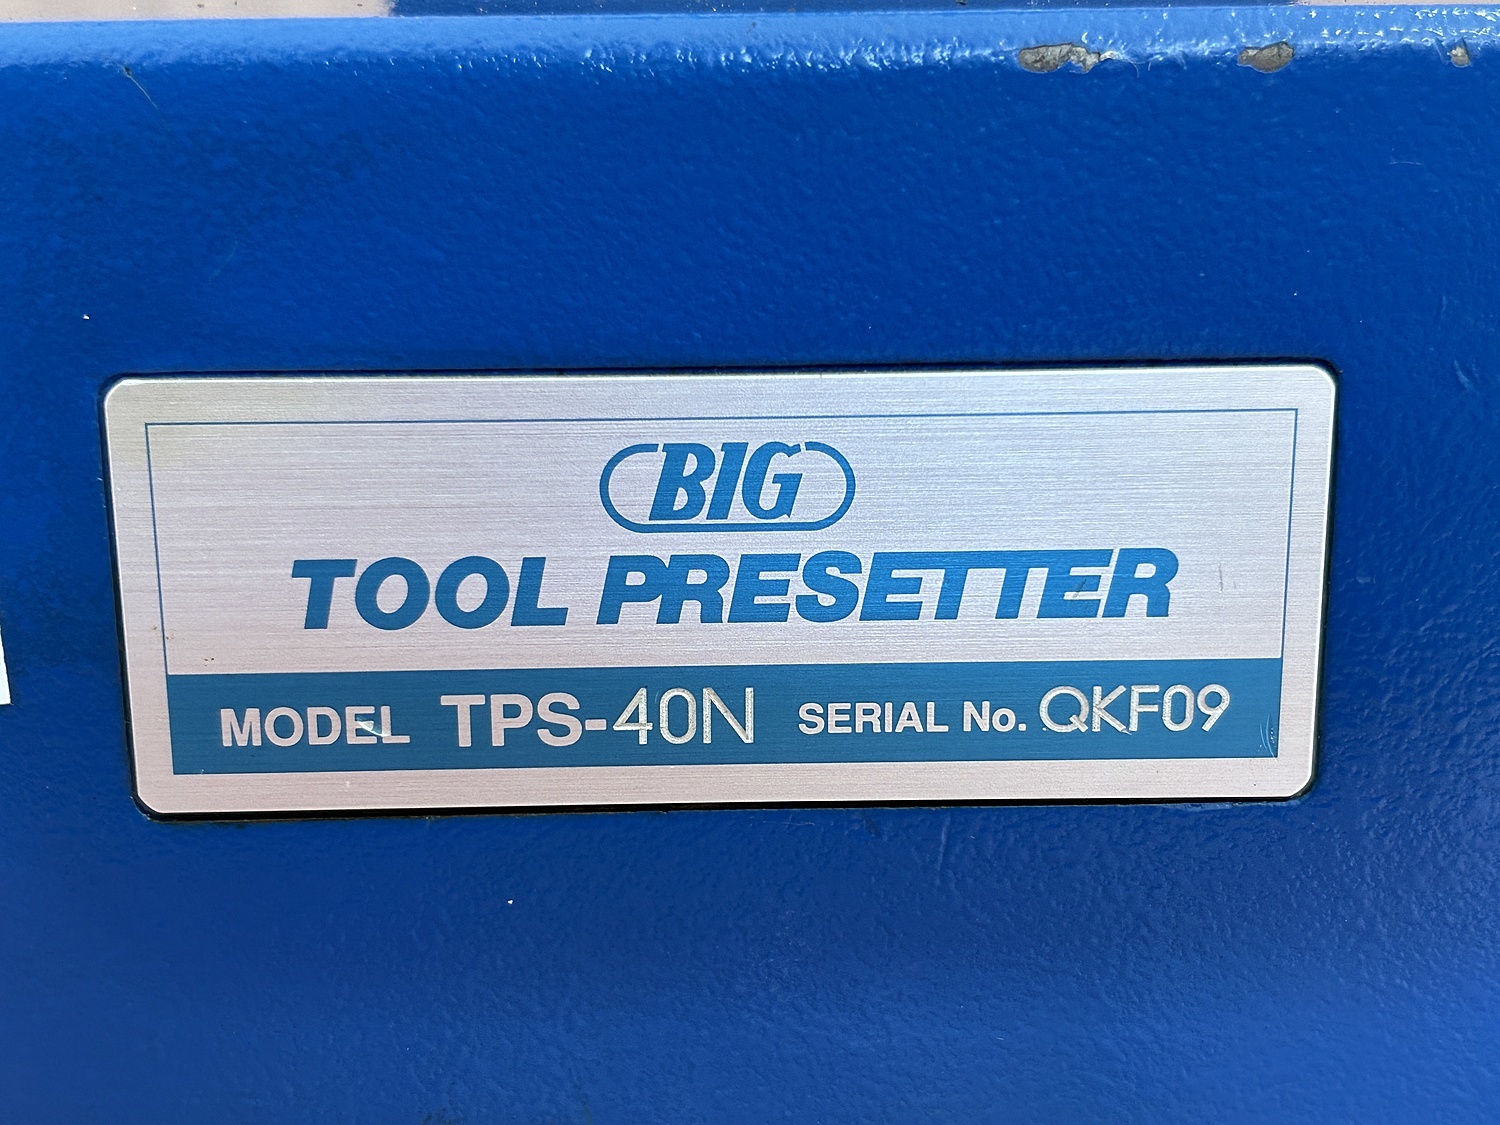 BIG
TOOL PRESETTER
MODEL TPS-40N SERIAL No. QKF09